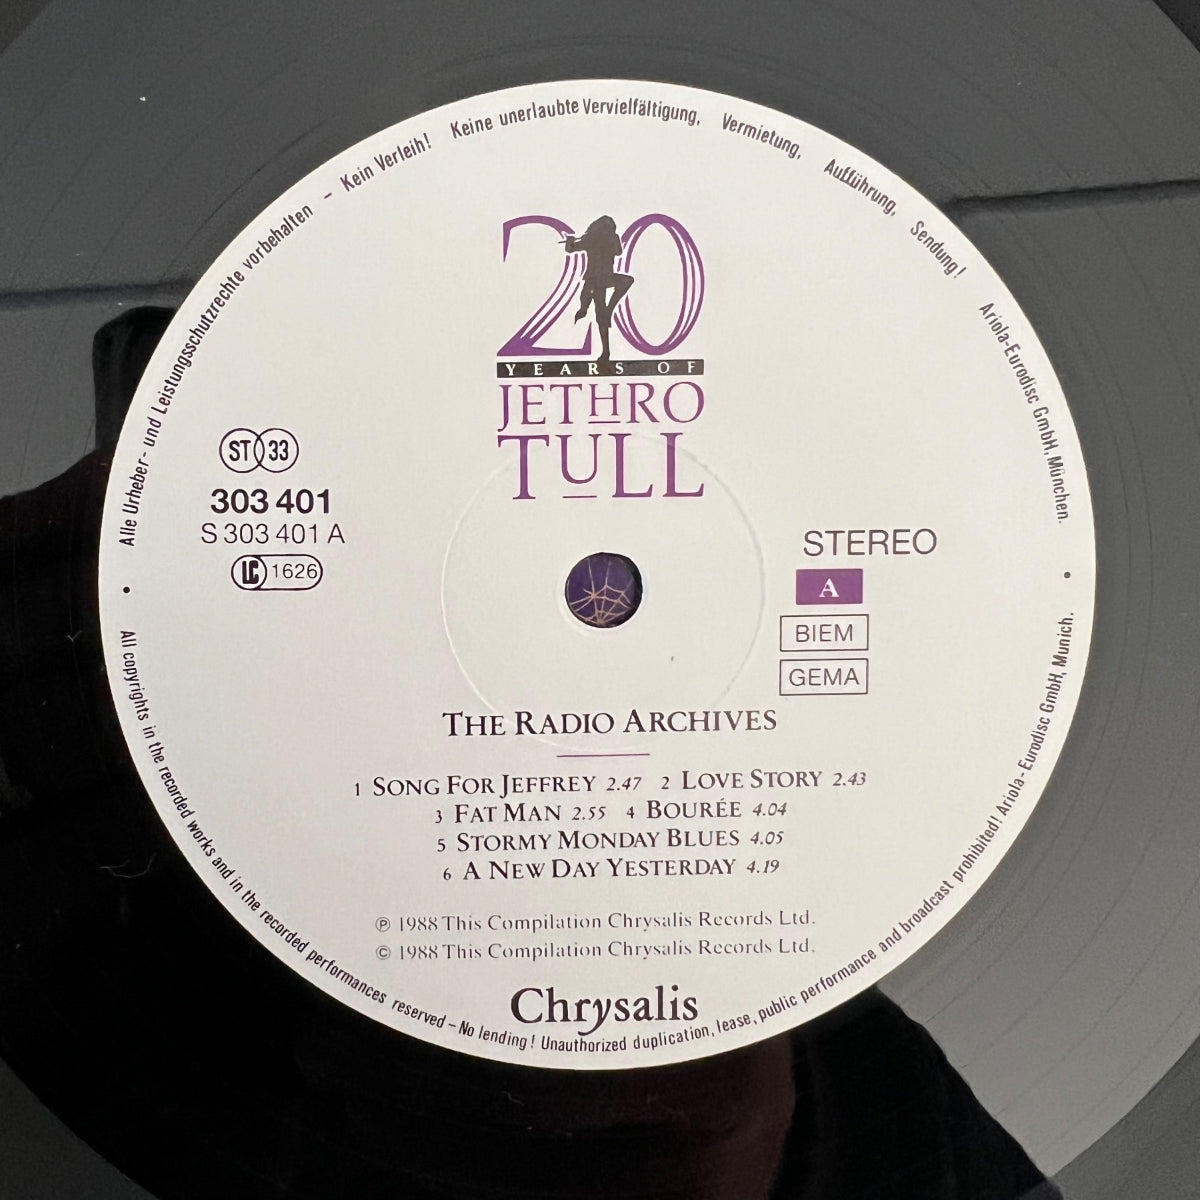 Alle Urheber- und Leistungsschutzrechte vorbehalten – Kein Verleih! Keine unerlaubte Vervielfältigung, Vermietung, Aufführung, Sendung! Ariola-Eurodisc GmbH, München.
20
YEARS OF
JETHRO
TULL
ST 33
303 401
S 303 401 A
LC 1626
STEREO
A
BIEM
GEMA
THE RADIO ARCHIVES
1 SONG FOR JEFFREY 2.47 2 LOVE STORY 2.43
3 FAT MAN 2.55 4 BOURÉE 4.04
5 STORMY MONDAY BLUES 4.05
6 A NEW DAY YESTERDAY 4.19
℗ 1988 This Compilation Chrysalis Records Ltd.
© 1988 This Compilation Chrysalis Records Ltd.
Chrysalis
All copyrights in the recorded works and in the recorded performances reserved – No lending! Unauthorized duplication, lease, public performance and broadcast prohibited! Ariola-Eurodisc GmbH, Munich.